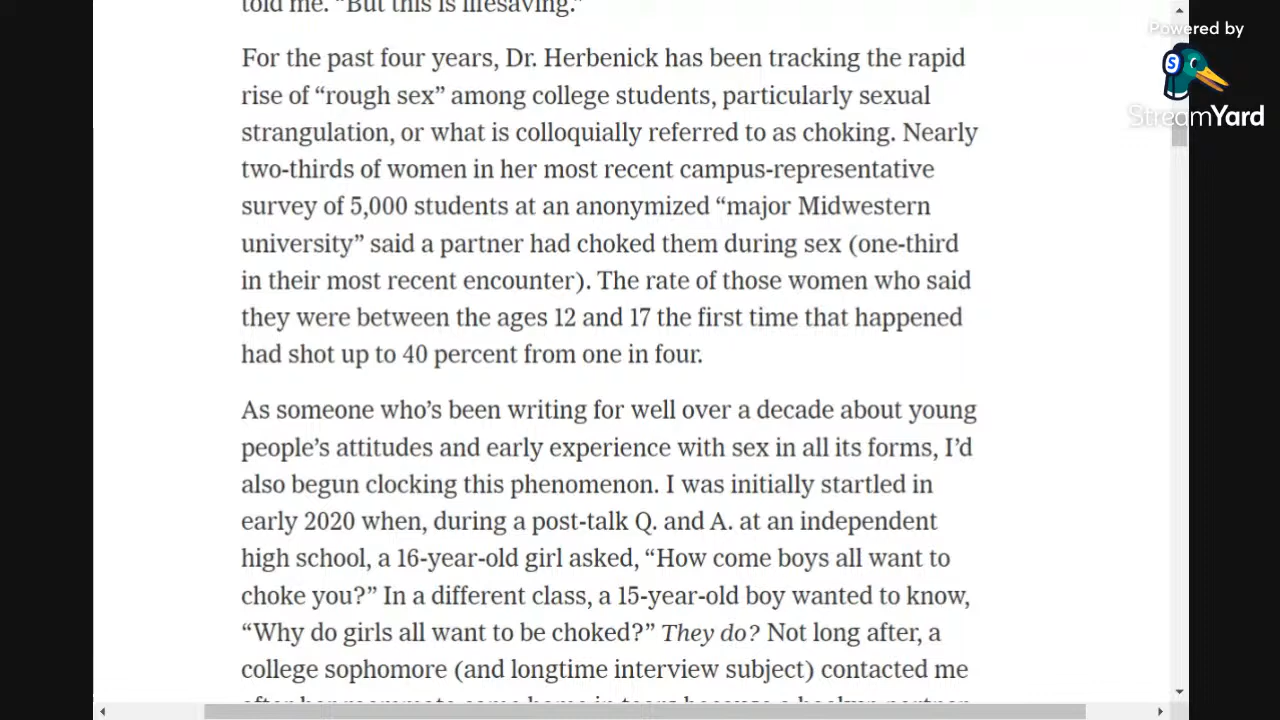 told me. “But this is lifesaving.”
For the past four years, Dr. Herbenick has been tracking the rapid
rise of “rough sex” among college students, particularly sexual
strangulation, or what is colloquially referred to as choking. Nearly
two-thirds of women in her most recent campus-representative
survey of 5,000 students at an anonymized “major Midwestern
university” said a partner had choked them during sex (one-third
in their most recent encounter). The rate of those women who said
they were between the ages 12 and 17 the first time that happened
had shot up to 40 percent from one in four.
As someone who’s been writing for well over a decade about young
people’s attitudes and early experience with sex in all its forms, I’d
also begun clocking this phenomenon. I was initially startled in
early 2020 when, during a post-talk Q. and A. at an independent
high school, a 16-year-old girl asked, “How come boys all want to
choke you?” In a different class, a 15-year-old boy wanted to know,
“Why do girls all want to be choked?” They do? Not long after, a
college sophomore (and longtime interview subject) contacted me
Powered by
S
StreamYard